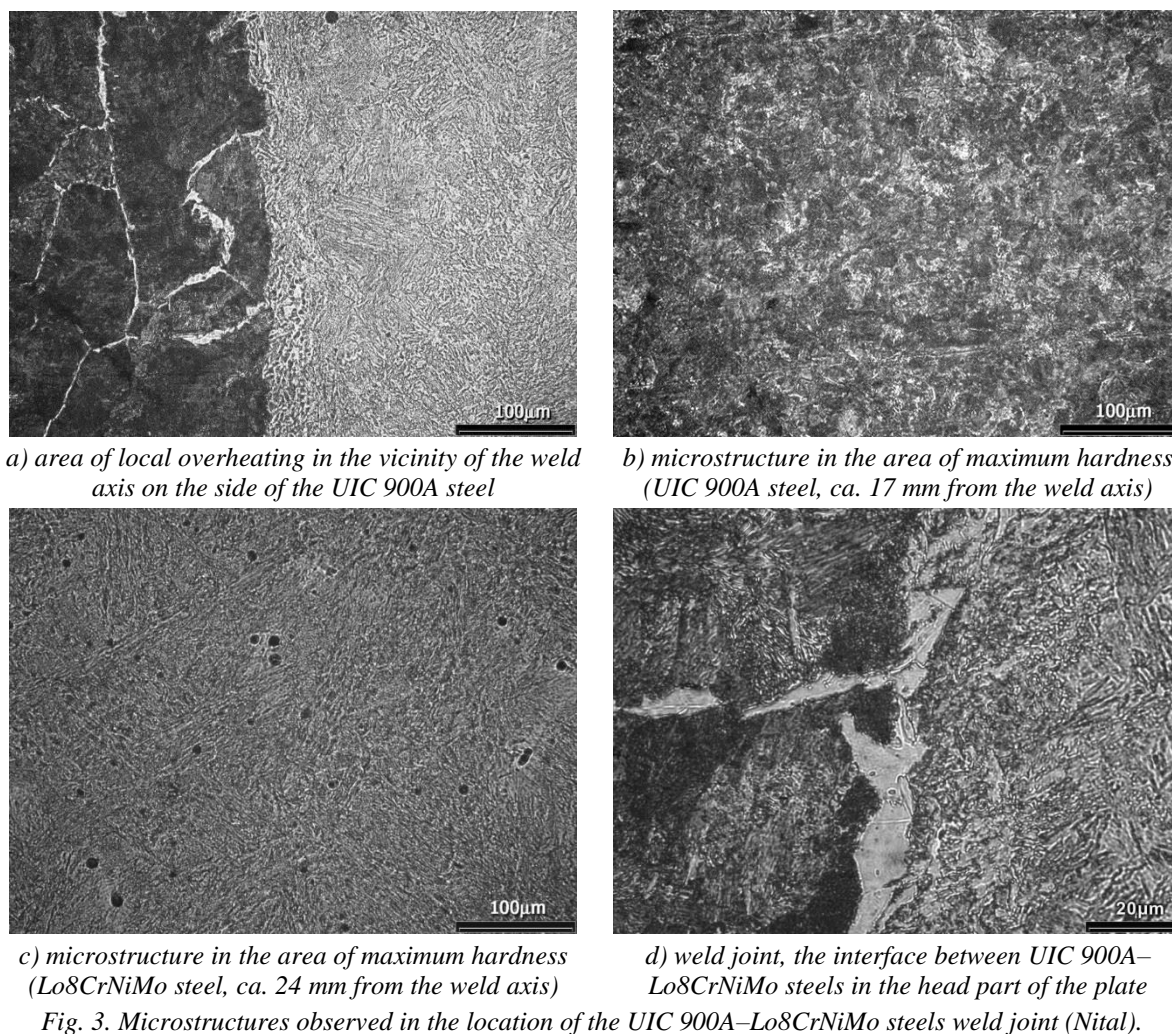 100µm
100µm
a) area of local overheating in the vicinity of the weld
axis on the side of the UIC 900A steel
b) microstructure in the area of maximum hardness
(UIC 900A steel, ca. 17 mm from the weld axis)
100µm
20µm
c) microstructure in the area of maximum hardness
(Lo8CrNiMo steel, ca. 24 mm from the weld axis)
d) weld joint, the interface between UIC 900A–
Lo8CrNiMo steels in the head part of the plate
Fig. 3. Microstructures observed in the location of the UIC 900A–Lo8CrNiMo steels weld joint (Nital).